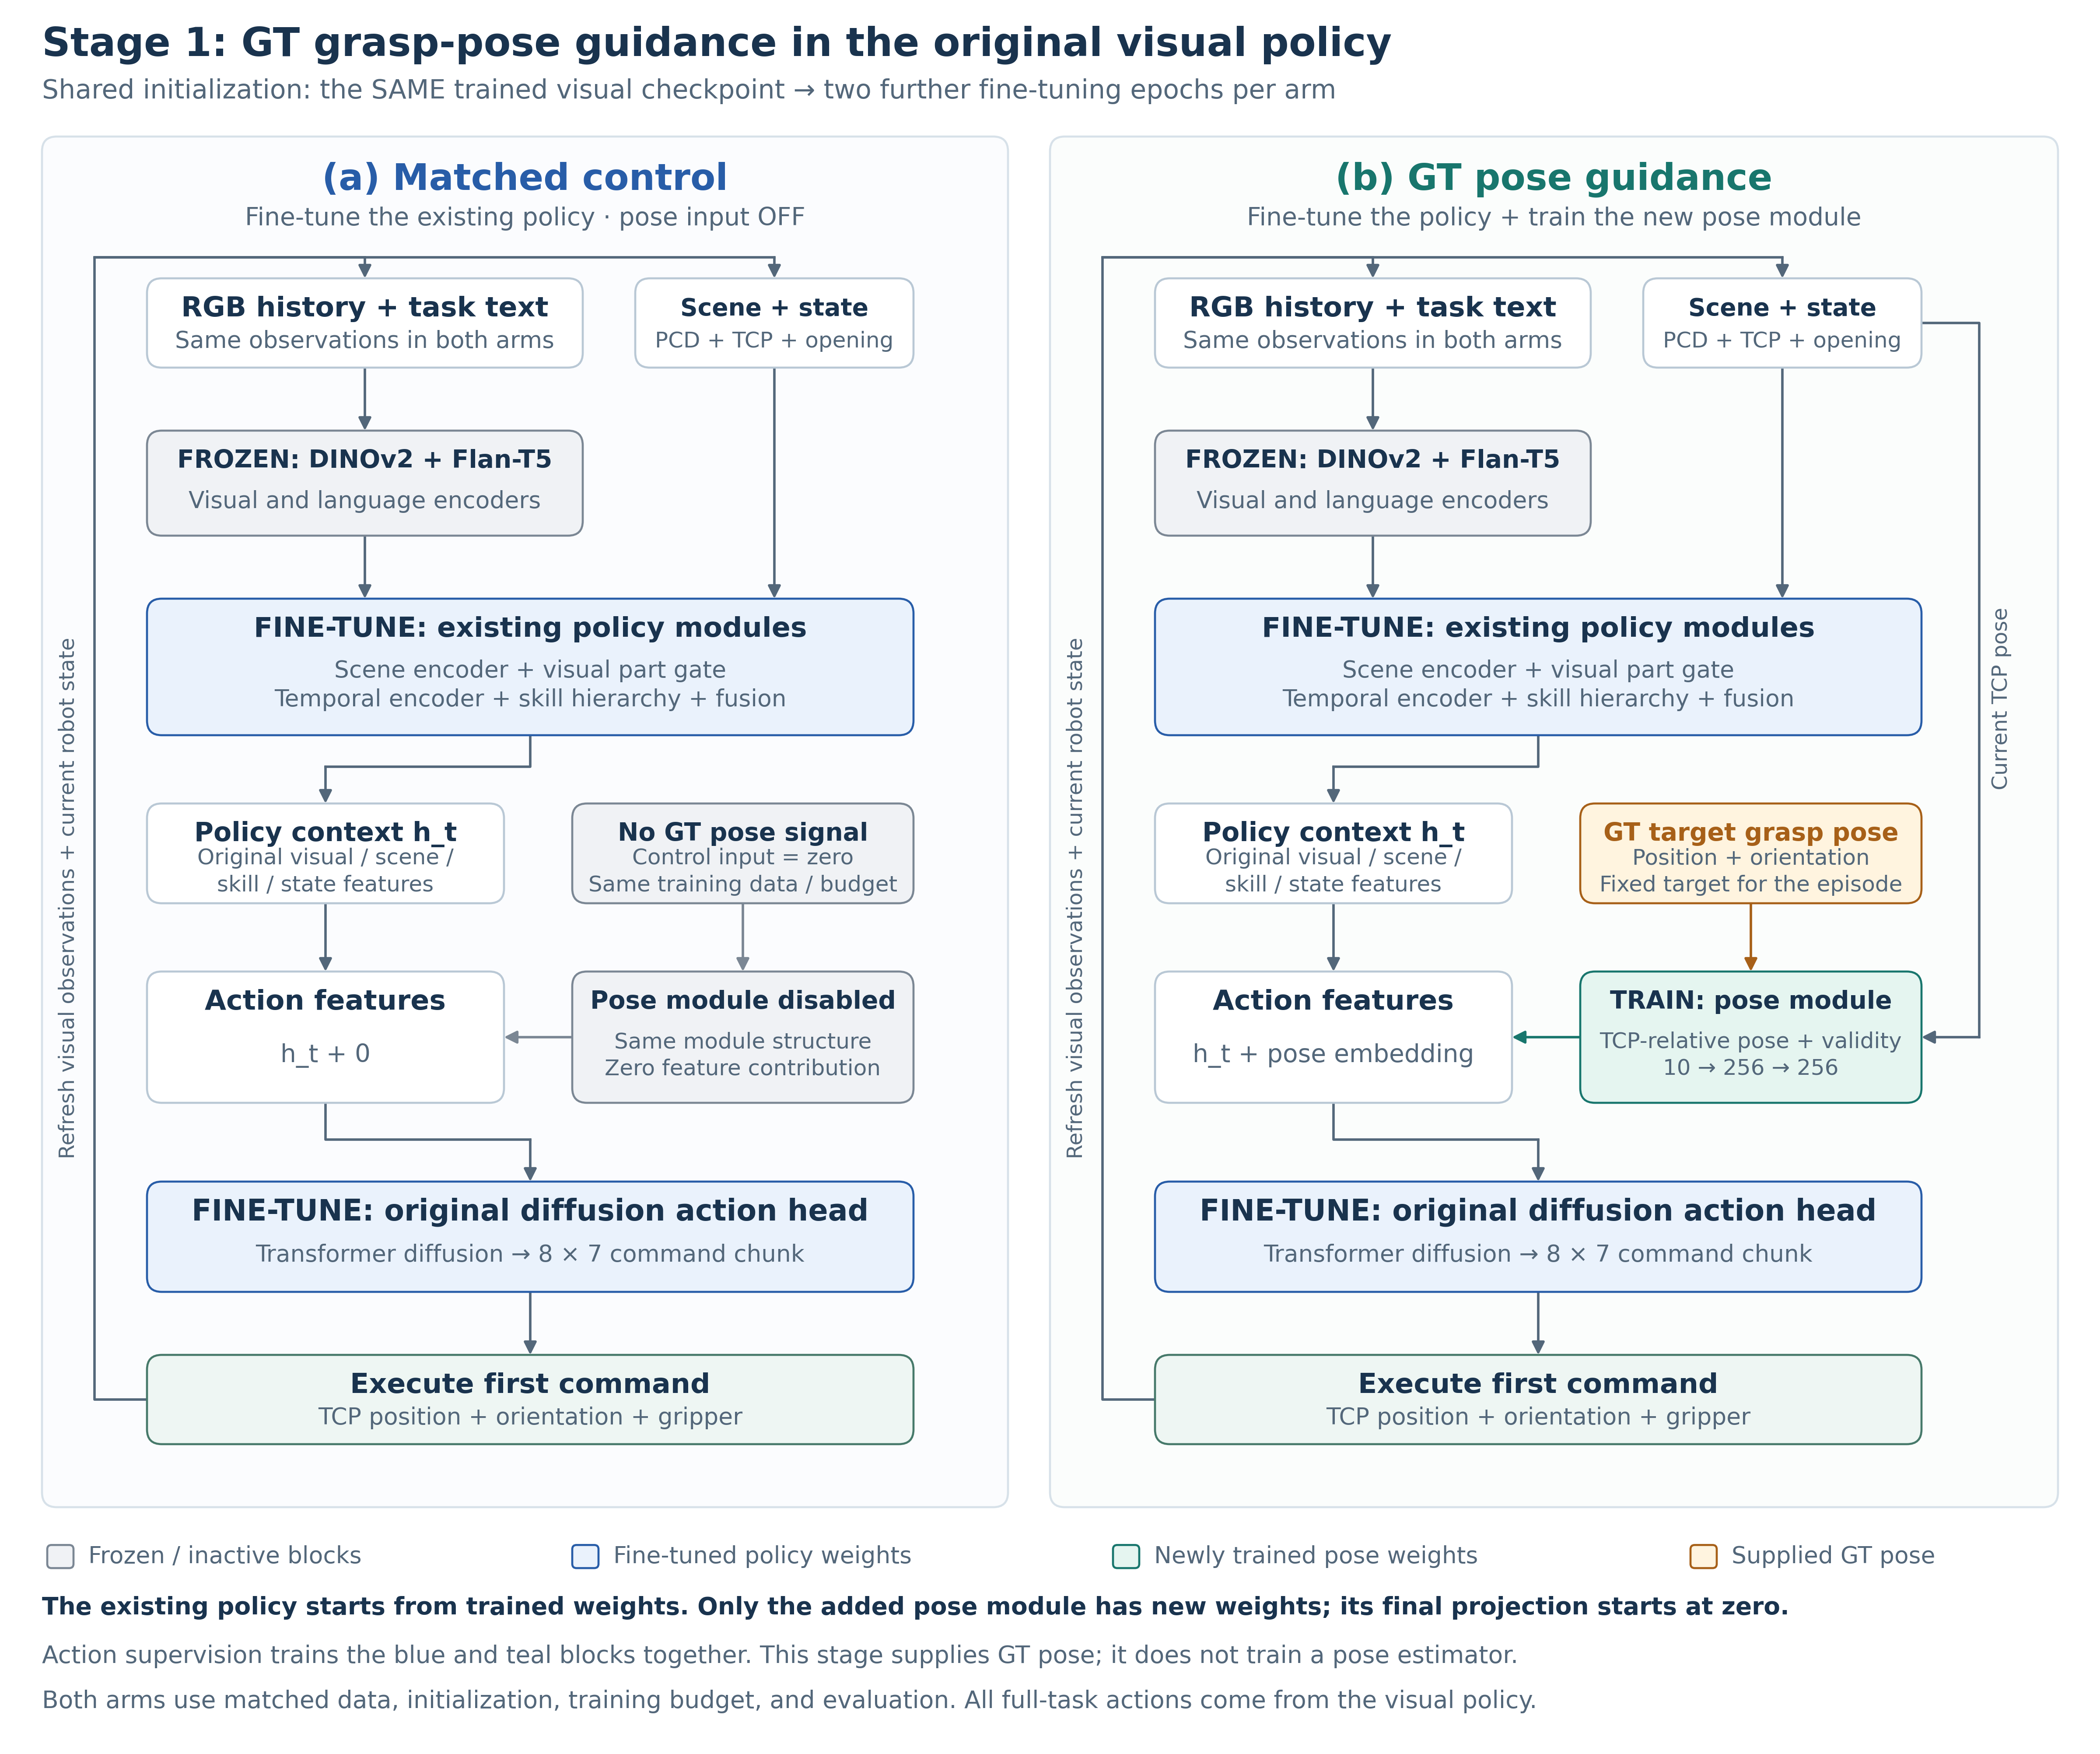 Stage 1: GT grasp-pose guidance in the original visual policy
Shared initialization: the SAME trained visual checkpoint → two further fine-tuning epochs per arm
(a) Matched control
Fine-tune the existing policy · pose input OFF
RGB history + task text
Same observations in both arms
Scene + state
PCD + TCP + opening
FROZEN: DINOv2 + Flan-T5
Visual and language encoders
FINE-TUNE: existing policy modules
Scene encoder + visual part gate
Temporal encoder + skill hierarchy + fusion
Refresh visual observations + current robot state
Policy context h_t
Original visual / scene /
skill / state features
No GT pose signal
Control input = zero
Same training data / budget
Action features
h_t + 0
Pose module disabled
Same module structure
Zero feature contribution
FINE-TUNE: original diffusion action head
Transformer diffusion → 8 × 7 command chunk
Execute first command
TCP position + orientation + gripper
(b) GT pose guidance
Fine-tune the policy + train the new pose module
RGB history + task text
Same observations in both arms
Scene + state
PCD + TCP + opening
FROZEN: DINOv2 + Flan-T5
Visual and language encoders
FINE-TUNE: existing policy modules
Scene encoder + visual part gate
Temporal encoder + skill hierarchy + fusion
Refresh visual observations + current robot state
Current TCP pose
Policy context h_t
Original visual / scene /
skill / state features
GT target grasp pose
Position + orientation
Fixed target for the episode
Action features
h_t + pose embedding
TRAIN: pose module
TCP-relative pose + validity
10 → 256 → 256
FINE-TUNE: original diffusion action head
Transformer diffusion → 8 × 7 command chunk
Execute first command
TCP position + orientation + gripper
Frozen / inactive blocks
Fine-tuned policy weights
Newly trained pose weights
Supplied GT pose
The existing policy starts from trained weights. Only the added pose module has new weights; its final projection starts at zero.
Action supervision trains the blue and teal blocks together. This stage supplies GT pose; it does not train a pose estimator.
Both arms use matched data, initialization, training budget, and evaluation. All full-task actions come from the visual policy.